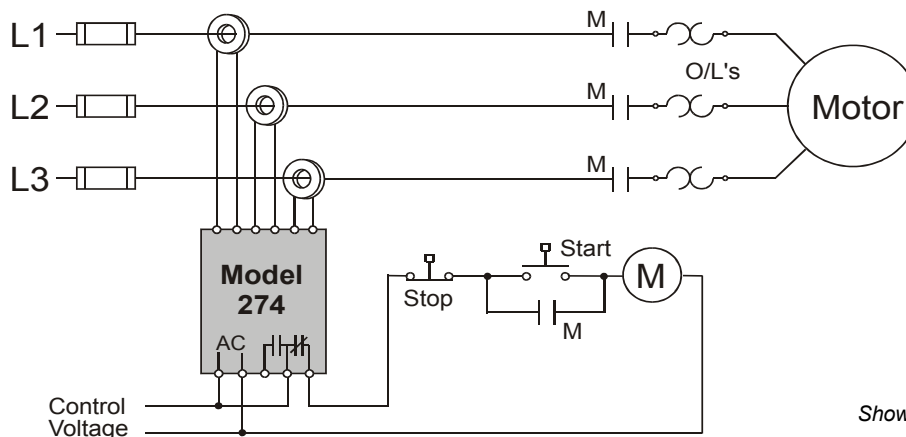 L1
M
O/L's
L2
M
Motor
L3
M
Model
274
AC
Stop
Start
M
M
Control
Voltage
Show